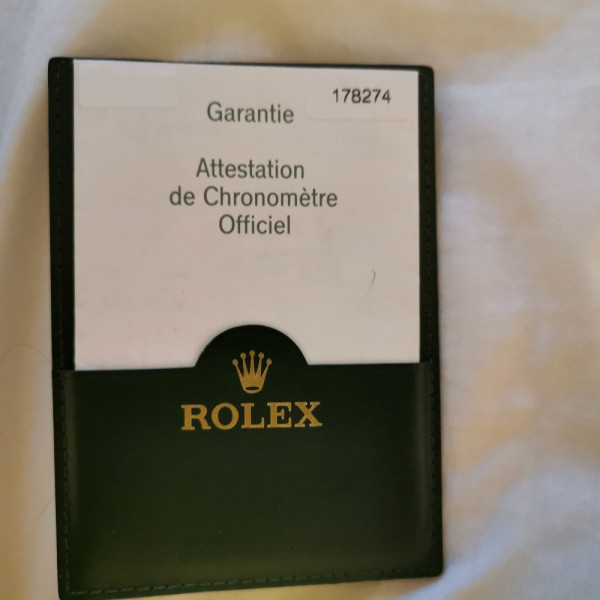 178274
Garantie
Attestation
de Chronomètre
Officiel
ROLEX